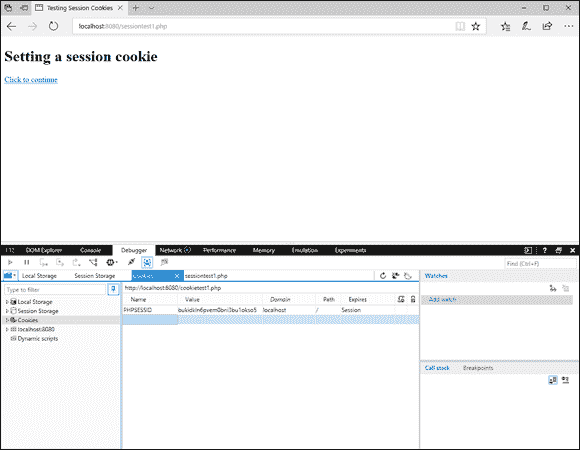 Testing Session Cookies
localhost:8080/sessiontest1.php
Setting a session cookie
Click to continue
F12 DOM Explorer Console Debugger Network Performance Memory Emulation Experiments
Find (Ctrl+F)
Local Storage Session Storage Cookies sessiontest1.php
Watches
Type to filter
http://localhost:8080/cookietest1.php
Name Value Domain Path Expires
Add watch
Local Storage
PHPSESSID localhost / Session
Session Storage
Cookies
localhost:8080
Dynamic scripts
Call stack Breakpoints